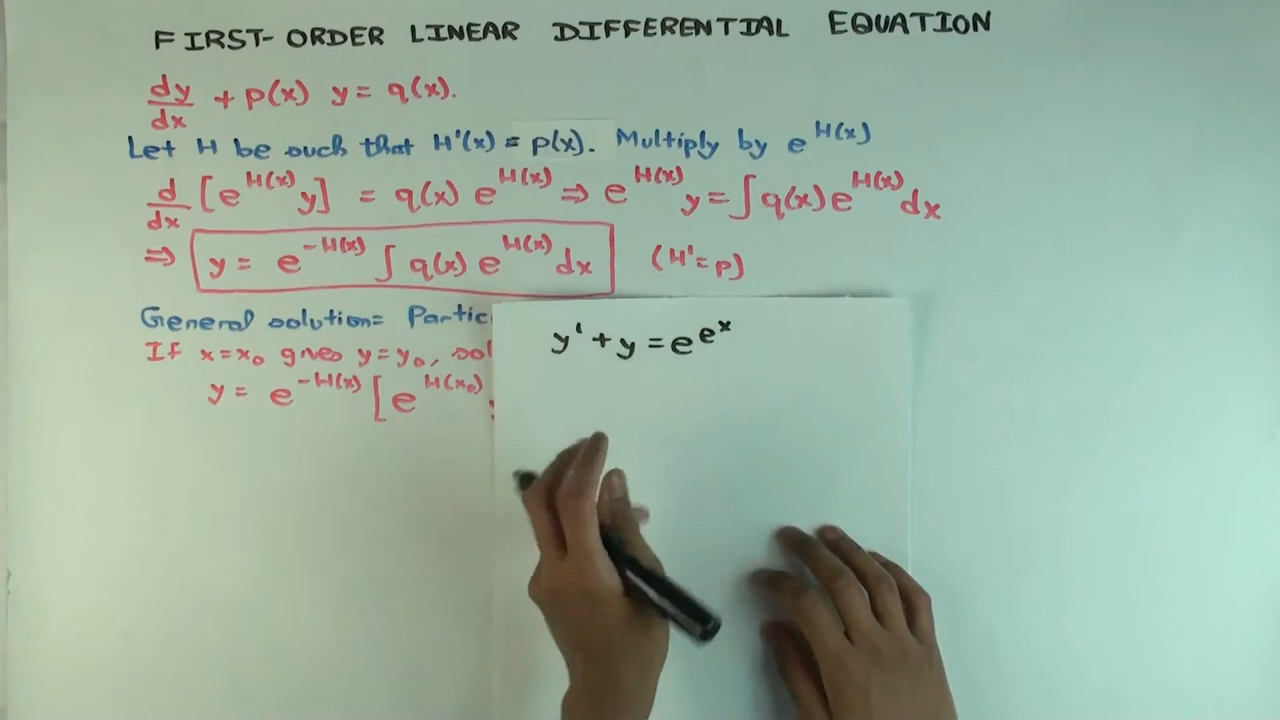 FIRST-ORDER LINEAR DIFFERENTIAL EQUATION
dy/dx + p(x) y = q(x).
Let H be such that H'(x) = p(x). Multiply by e^{H(x)}
d/dx [e^{H(x)} y] = q(x) e^{H(x)} ⇒ e^{H(x)} y = ∫ q(x) e^{H(x)} dx
⇒ y = e^{-H(x)} ∫ q(x) e^{H(x)} dx (H' = p)
General solution = Partic
If x = x₀ gives y = y₀, sol
y = e^{-H(x)} [e^{H(x₀)}
y' + y = e^{e^x}